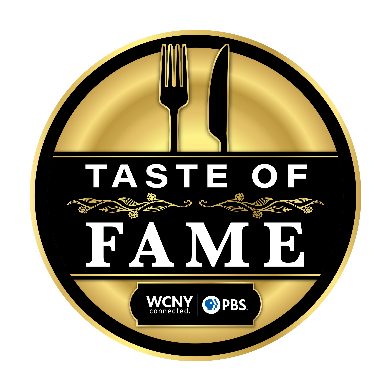 TASTE OF
FAME
WCNY PBS
connected.